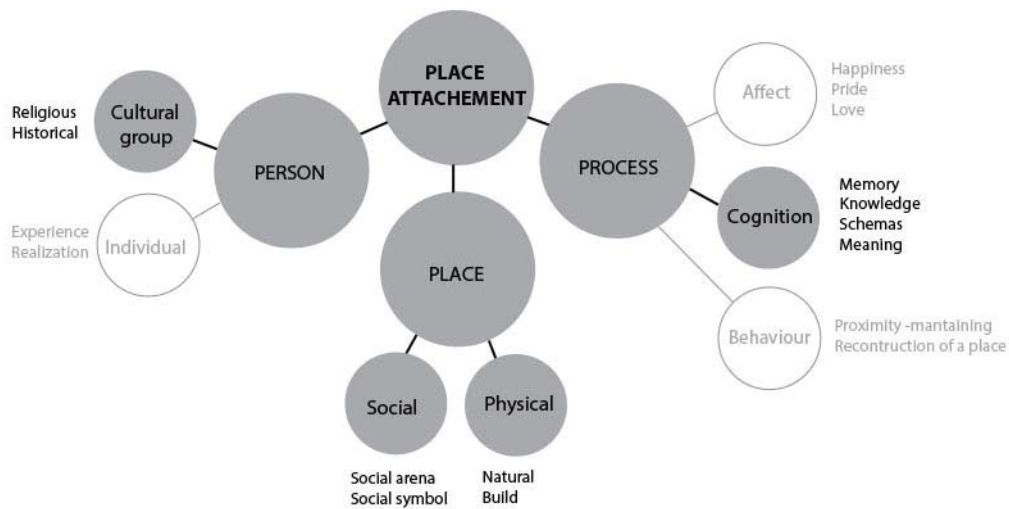 PLACE
ATTACHEMENT
PERSON
Cultural
group
Religious
Historical
Individual
Experience
Realization
PLACE
Social
Social arena
Social symbol
Physical
Natural
Build
PROCESS
Affect
Happiness
Pride
Love
Cognition
Memory
Knowledge
Schemas
Meaning
Behaviour
Proximity -mantaining
Recontruction of a place